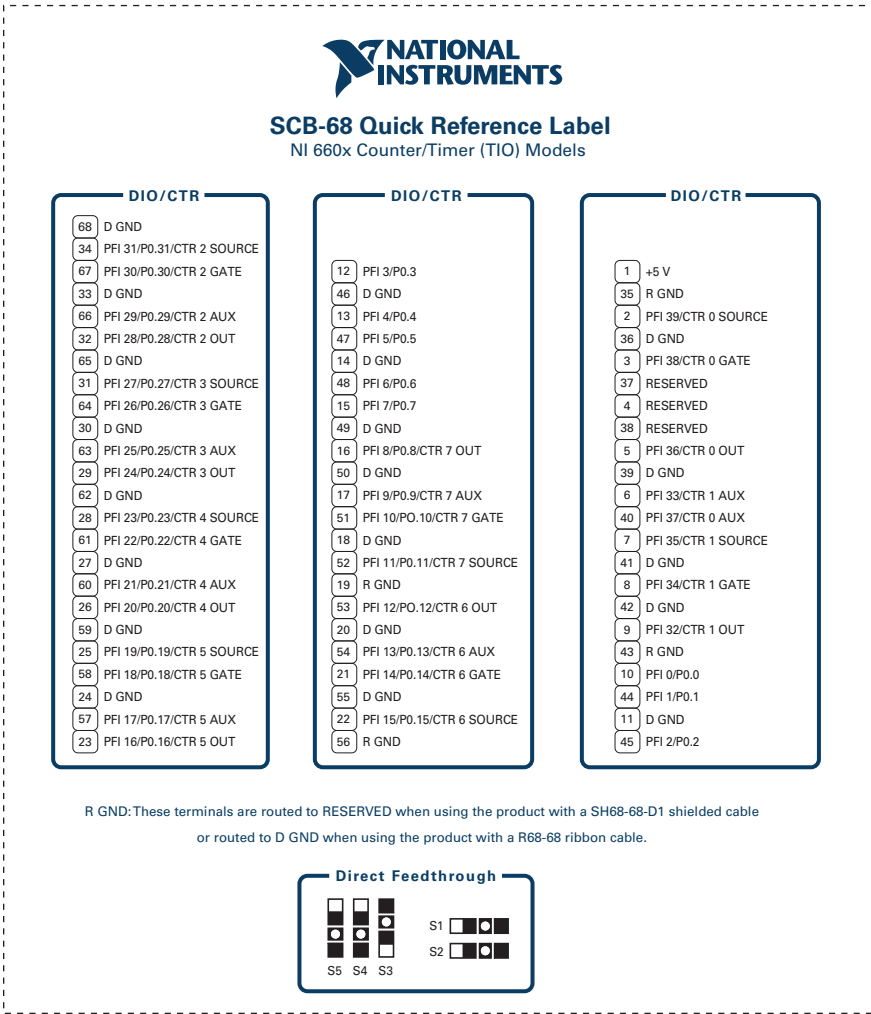 NATIONAL
INSTRUMENTS
SCB-68 Quick Reference Label
NI 660x Counter/Timer (TIO) Models
DIO/CTR
68 D GND
34 PFI 31/P0.31/CTR 2 SOURCE
67 PFI 30/P0.30/CTR 2 GATE
33 D GND
66 PFI 29/P0.29/CTR 2 AUX
32 PFI 28/P0.28/CTR 2 OUT
65 D GND
31 PFI 27/P0.27/CTR 3 SOURCE
64 PFI 26/P0.26/CTR 3 GATE
30 D GND
63 PFI 25/P0.25/CTR 3 AUX
29 PFI 24/P0.24/CTR 3 OUT
62 D GND
28 PFI 23/P0.23/CTR 4 SOURCE
61 PFI 22/P0.22/CTR 4 GATE
27 D GND
60 PFI 21/P0.21/CTR 4 AUX
26 PFI 20/P0.20/CTR 4 OUT
59 D GND
25 PFI 19/P0.19/CTR 5 SOURCE
58 PFI 18/P0.18/CTR 5 GATE
24 D GND
57 PFI 17/P0.17/CTR 5 AUX
23 PFI 16/P0.16/CTR 5 OUT
DIO/CTR
12 PFI 3/P0.3
46 D GND
13 PFI 4/P0.4
47 PFI 5/P0.5
14 D GND
48 PFI 6/P0.6
15 PFI 7/P0.7
49 D GND
16 PFI 8/P0.8/CTR 7 OUT
50 D GND
17 PFI 9/P0.9/CTR 7 AUX
51 PFI 10/PO.10/CTR 7 GATE
18 D GND
52 PFI 11/P0.11/CTR 7 SOURCE
19 R GND
53 PFI 12/PO.12/CTR 6 OUT
20 D GND
54 PFI 13/P0.13/CTR 6 AUX
21 PFI 14/P0.14/CTR 6 GATE
55 D GND
22 PFI 15/P0.15/CTR 6 SOURCE
56 R GND
DIO/CTR
1 +5 V
35 R GND
2 PFI 39/CTR 0 SOURCE
36 D GND
3 PFI 38/CTR 0 GATE
37 RESERVED
4 RESERVED
38 RESERVED
5 PFI 36/CTR 0 OUT
39 D GND
6 PFI 33/CTR 1 AUX
40 PFI 37/CTR 0 AUX
7 PFI 35/CTR 1 SOURCE
41 D GND
8 PFI 34/CTR 1 GATE
42 D GND
9 PFI 32/CTR 1 OUT
43 R GND
10 PFI 0/P0.0
44 PFI 1/P0.1
11 D GND
45 PFI 2/P0.2
R GND: These terminals are routed to RESERVED when using the product with a SH68-68-D1 shielded cable
or routed to D GND when using the product with a R68-68 ribbon cable.
Direct Feedthrough
S1
S2
S5 S4 S3